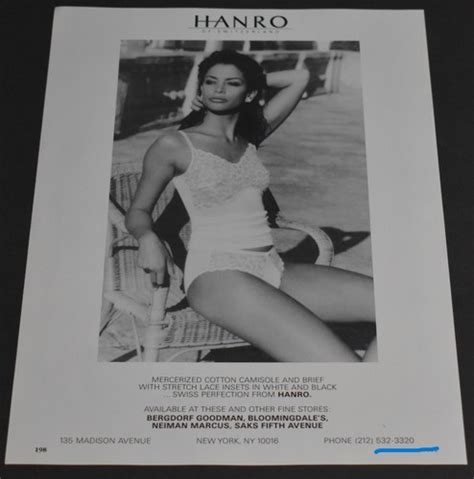 HANRO
OF SWITZERLAND
MERCERIZED COTTON CAMISOLE AND BRIEF
WITH STRETCH LACE INSETS IN WHITE AND BLACK
... SWISS PERFECTION FROM HANRO.
AVAILABLE AT THESE AND OTHER FINE STORES:
BERGDORF GOODMAN, BLOOMINGDALE'S,
NEIMAN MARCUS, SAKS FIFTH AVENUE
135 MADISON AVENUE NEW YORK, NY 10016 PHONE (212) 532-3320
198